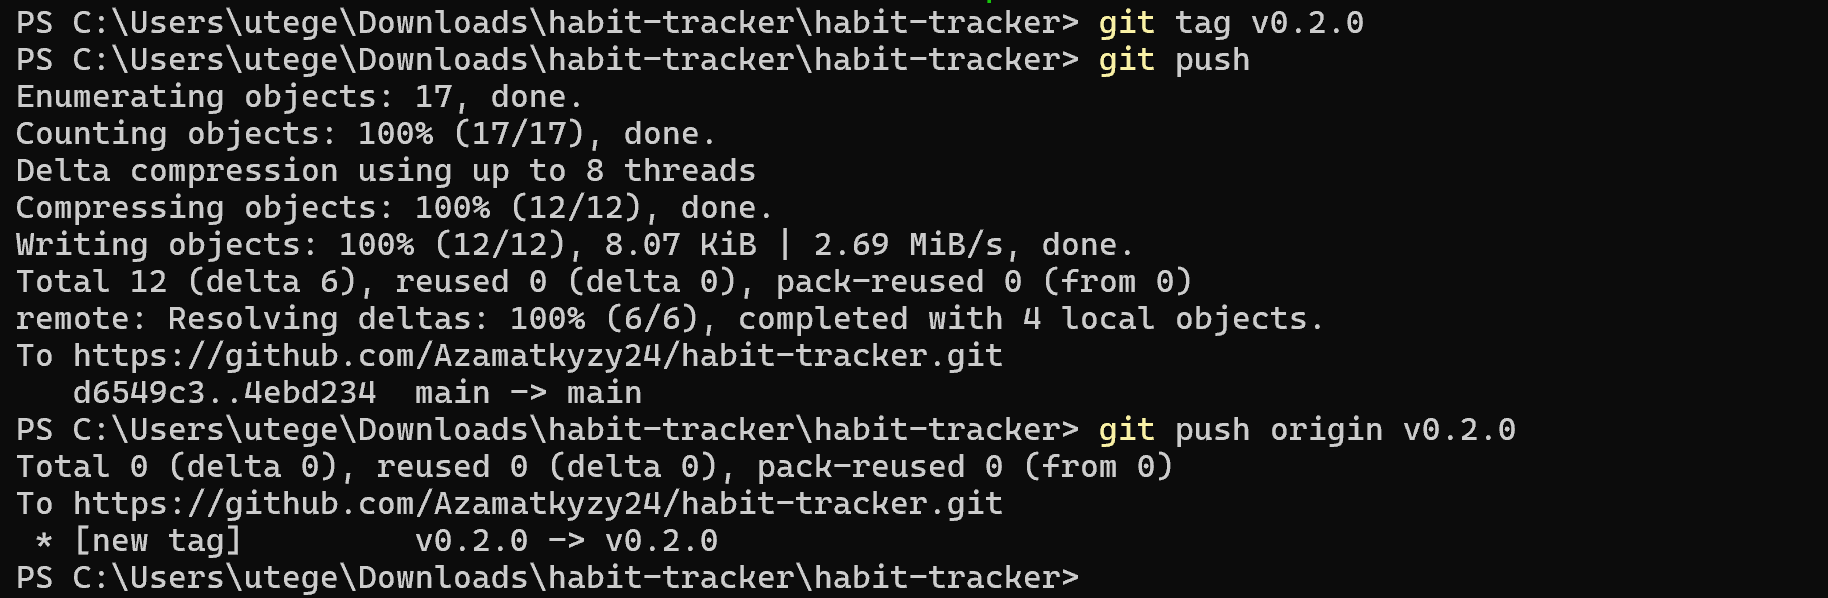 PS C:\Users\utege\Downloads\habit-tracker\habit-tracker> git tag v0.2.0
PS C:\Users\utege\Downloads\habit-tracker\habit-tracker> git push
Enumerating objects: 17, done.
Counting objects: 100% (17/17), done.
Delta compression using up to 8 threads
Compressing objects: 100% (12/12), done.
Writing objects: 100% (12/12), 8.07 KiB | 2.69 MiB/s, done.
Total 12 (delta 6), reused 0 (delta 0), pack-reused 0 (from 0)
remote: Resolving deltas: 100% (6/6), completed with 4 local objects.
To https://github.com/Azamatkyzy24/habit-tracker.git
   d6549c3..4ebd234  main -> main
PS C:\Users\utege\Downloads\habit-tracker\habit-tracker> git push origin v0.2.0
Total 0 (delta 0), reused 0 (delta 0), pack-reused 0 (from 0)
To https://github.com/Azamatkyzy24/habit-tracker.git
 * [new tag]         v0.2.0 -> v0.2.0
PS C:\Users\utege\Downloads\habit-tracker\habit-tracker>